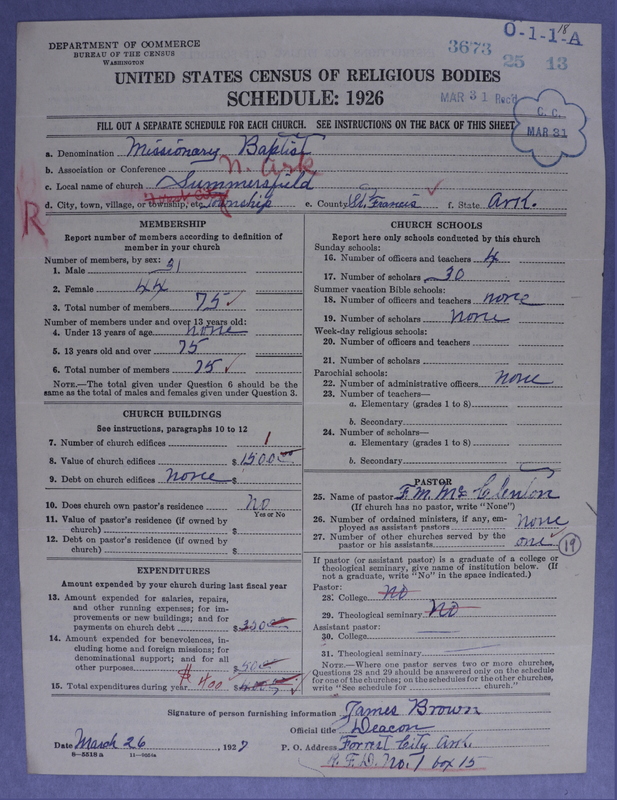 DEPARTMENT OF COMMERCE
BUREAU OF THE CENSUS
WASHINGTON
3673
O-1-1-A
18
25 13
MAR 31 Rec'd
C. C.
MAR 31
UNITED STATES CENSUS OF RELIGIOUS BODIES
SCHEDULE: 1926
FILL OUT A SEPARATE SCHEDULE FOR EACH CHURCH. SEE INSTRUCTIONS ON THE BACK OF THIS SHEET
a. Denomination Missionary Baptist
b. Association or Conference N. Ark
c. Local name of church Summersfield
d. City, town, village, or township, etc. Township e. County St. Francis f. State Ark.
R
MEMBERSHIP
Report number of members according to definition of member in your church
Number of members, by sex:
1. Male 31
2. Female 44
3. Total number of members 75
Number of members under and over 13 years old:
4. Under 13 years of age none
5. 13 years old and over 75
6. Total number of members 75
NOTE.—The total given under Question 6 should be the
same as the total of males and females given under Question 3.
CHURCH BUILDINGS
See instructions, paragraphs 10 to 12
7. Number of church edifices 1
8. Value of church edifices $1500.00
9. Debt on church edifices none $
10. Does church own pastor's residence No
Yes or No
11. Value of pastor's residence (if owned by
church) $
12. Debt on pastor's residence (if owned by
church) $
EXPENDITURES
Amount expended by your church during last fiscal year
13. Amount expended for salaries, repairs,
and other running expenses; for im-
provements or new buildings; and for
payments on church debt $350
14. Amount expended for benevolences, in-
cluding home and foreign missions; for
denominational support; and for all
other purposes $50
15. Total expenditures during year $400 $400
CHURCH SCHOOLS
Report here only schools conducted by this church
Sunday schools:
16. Number of officers and teachers 4
17. Number of scholars 30
Summer vacation Bible schools:
18. Number of officers and teachers none
19. Number of scholars None
Week-day religious schools:
20. Number of officers and teachers
21. Number of scholars
Parochial schools:
22. Number of administrative officers none
23. Number of teachers—
a. Elementary (grades 1 to 8)
b. Secondary
24. Number of scholars—
a. Elementary (grades 1 to 8)
b. Secondary
PASTOR
25. Name of pastor F. M. Mc Clenton
(If church has no pastor, write "None")
26. Number of ordained ministers, if any, em-
ployed as assistant pastors none
27. Number of other churches served by the
pastor or his assistants one 19
If pastor (or assistant pastor) is a graduate of a college or
theological seminary, give name of institution below. (If
not a graduate, write "No" in the space indicated.)
Pastor:
28. College No
29. Theological seminary No
Assistant pastor:
30. College
31. Theological seminary
NOTE.—Where one pastor serves two or more churches,
Questions 28 and 29 should be answered only on the schedule
for one of the churches; on the schedules for the other churches,
write "See schedule for church."
Signature of person furnishing information James Brown
Official title Deacon
Date March 26, 1927 P. O. Address Forrest City Ark.
R. F. D. No. 1 box 15
8—5518 a